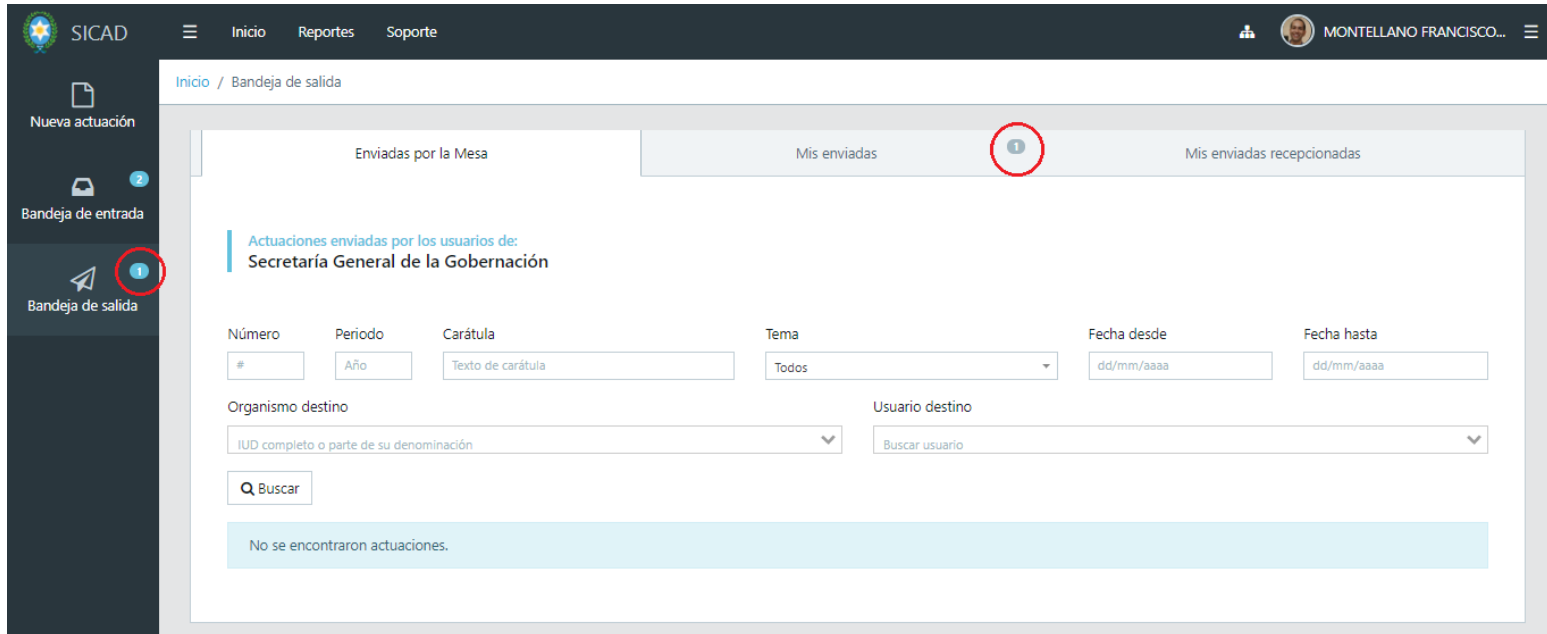 SICAD ☰ Inicio Reportes Soporte MONTELLANO FRANCISCO... ☰
Inicio / Bandeja de salida
Nueva actuación
2
Bandeja de entrada
1
Bandeja de salida
Enviadas por la Mesa Mis enviadas 1 Mis enviadas recepcionadas
Actuaciones enviadas por los usuarios de:
Secretaría General de la Gobernación
Número Periodo Carátula Tema Fecha desde Fecha hasta
# Año Texto de carátula Todos dd/mm/aaaa dd/mm/aaaa
Organismo destino Usuario destino
IUD completo o parte de su denominación Buscar usuario
Buscar
No se encontraron actuaciones.